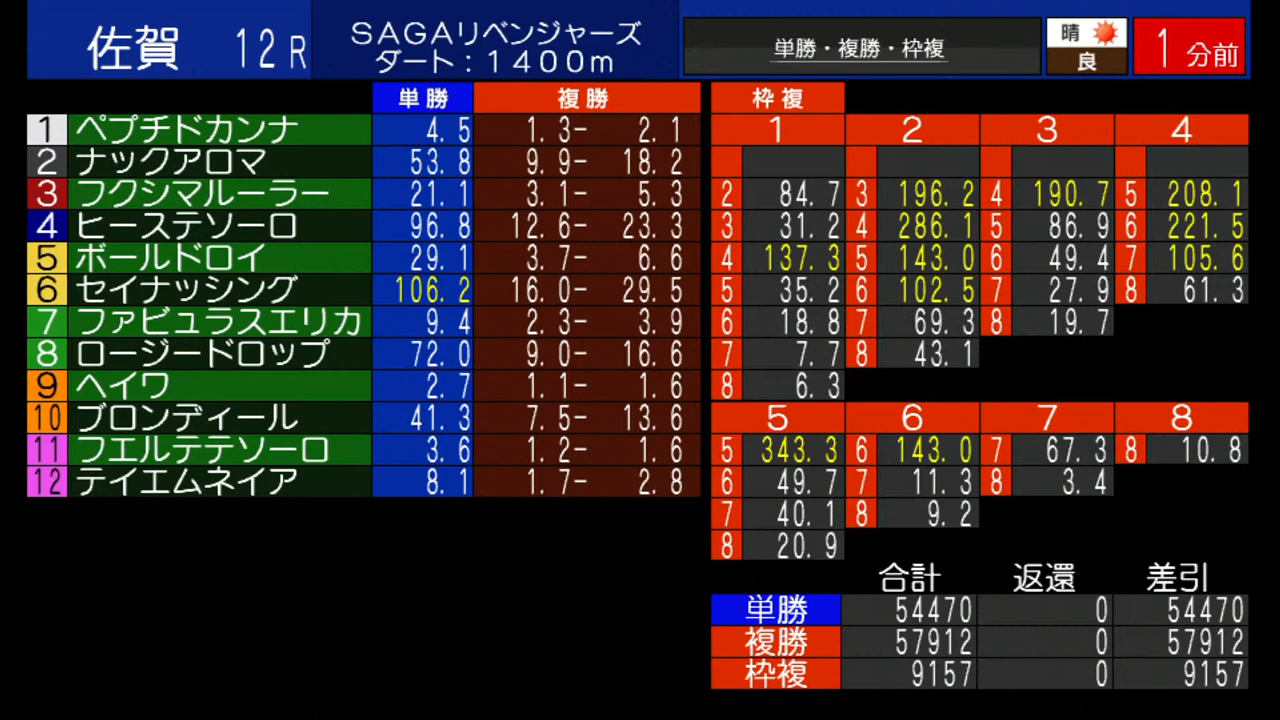 佐賀 12R SAGAリベンジャーズ
ダート：1400m 単勝・複勝・枠複 晴 良 1分前
単勝 複勝 枠複
1 ペプチドカンナ 4.5 1.3- 2.1
2 ナックアロマ 53.8 9.9- 18.2
3 フクシマルーラー 21.1 3.1- 5.3
4 ヒーステソーロ 96.8 12.6- 23.3
5 ボールドロイ 29.1 3.7- 6.6
6 セイナッシング 106.2 16.0- 29.5
7 ファビュラスエリカ 9.4 2.3- 3.9
8 ロージードロップ 72.0 9.0- 16.6
9 ヘイワ 2.7 1.1- 1.6
10 ブロンディール 41.3 7.5- 13.6
11 フエルテテソーロ 3.6 1.2- 1.6
12 テイエムネイア 8.1 1.7- 2.8
1 2 3 4
2 84.7 3 196.2 4 190.7 5 208.1
3 31.2 4 286.1 5 86.9 6 221.5
4 137.3 5 143.0 6 49.4 7 105.6
5 35.2 6 102.5 7 27.9 8 61.3
6 18.8 7 69.3 8 19.7
7 7.7 8 43.1
8 6.3
5 6 7 8
5 343.3 6 143.0 7 67.3 8 10.8
6 49.7 7 11.3 8 3.4
7 40.1 8 9.2
8 20.9
合計 返還 差引
単勝 54470 0 54470
複勝 57912 0 57912
枠複 9157 0 9157